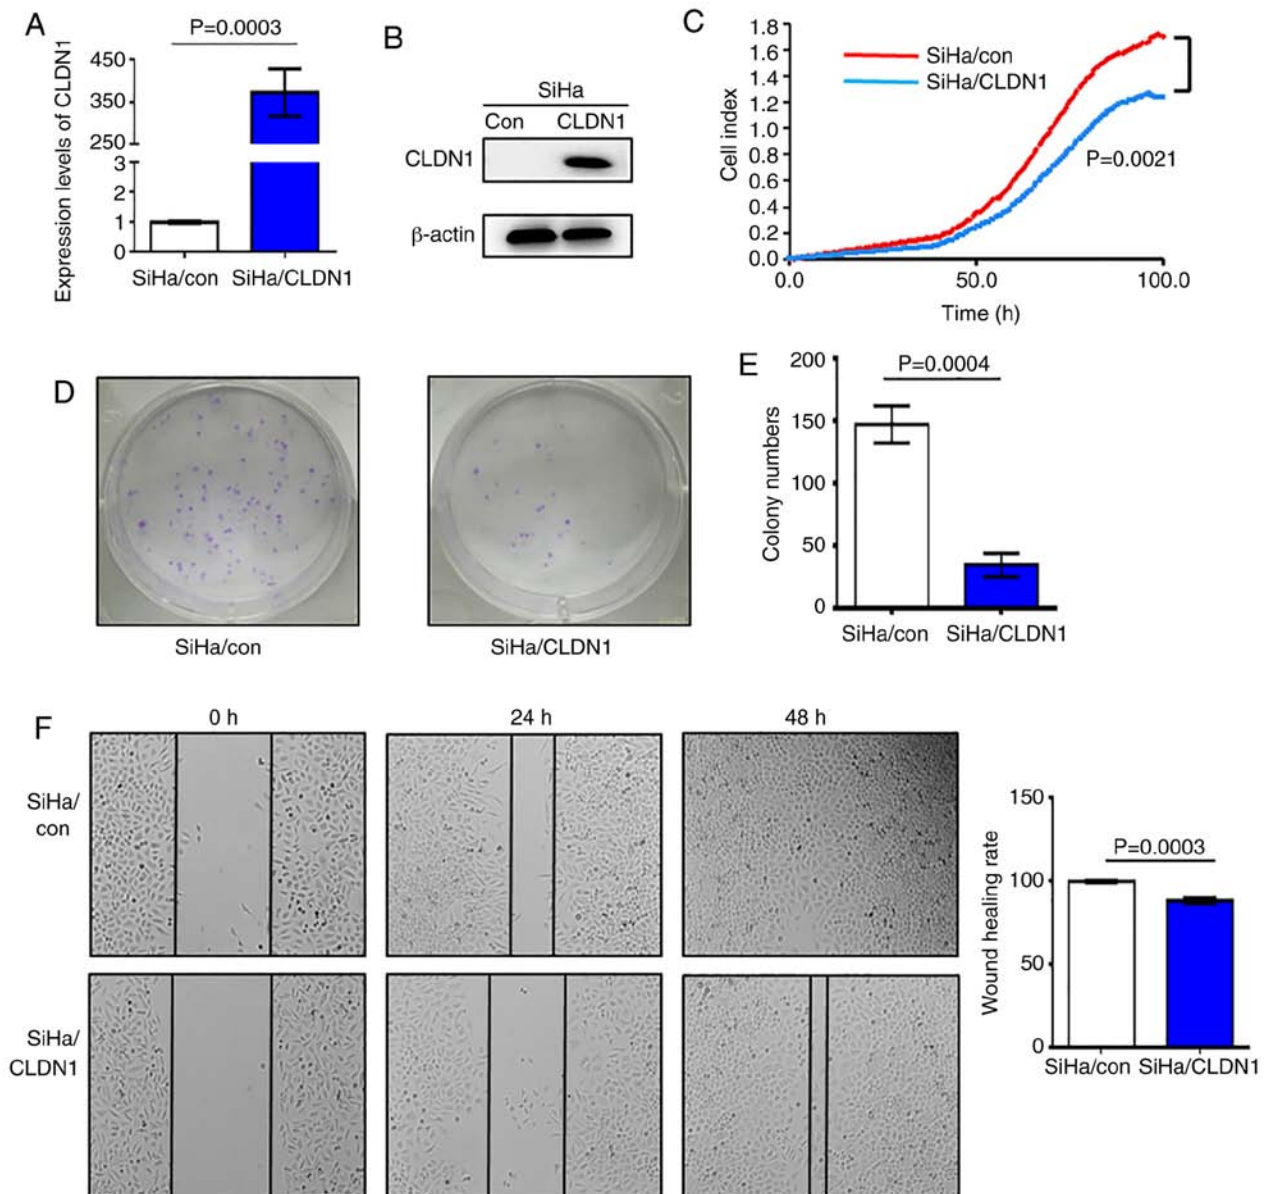 A
P=0.0003
Expression levels of CLDN1
450
350
250
3
2
1
0
SiHa/con SiHa/CLDN1
B
SiHa
Con CLDN1
CLDN1
β-actin
C
1.8
1.6
1.4
1.2
1.0
0.8
0.6
0.4
0.2
0.0
Cell index
SiHa/con
SiHa/CLDN1
P=0.0021
0.0 50.0 100.0
Time (h)
D
SiHa/con
SiHa/CLDN1
E
P=0.0004
Colony numbers
200
150
100
50
0
SiHa/con SiHa/CLDN1
F
0 h
24 h
48 h
SiHa/
con
SiHa/
CLDN1
Wound healing rate
150
100
50
0
P=0.0003
SiHa/con SiHa/CLDN1